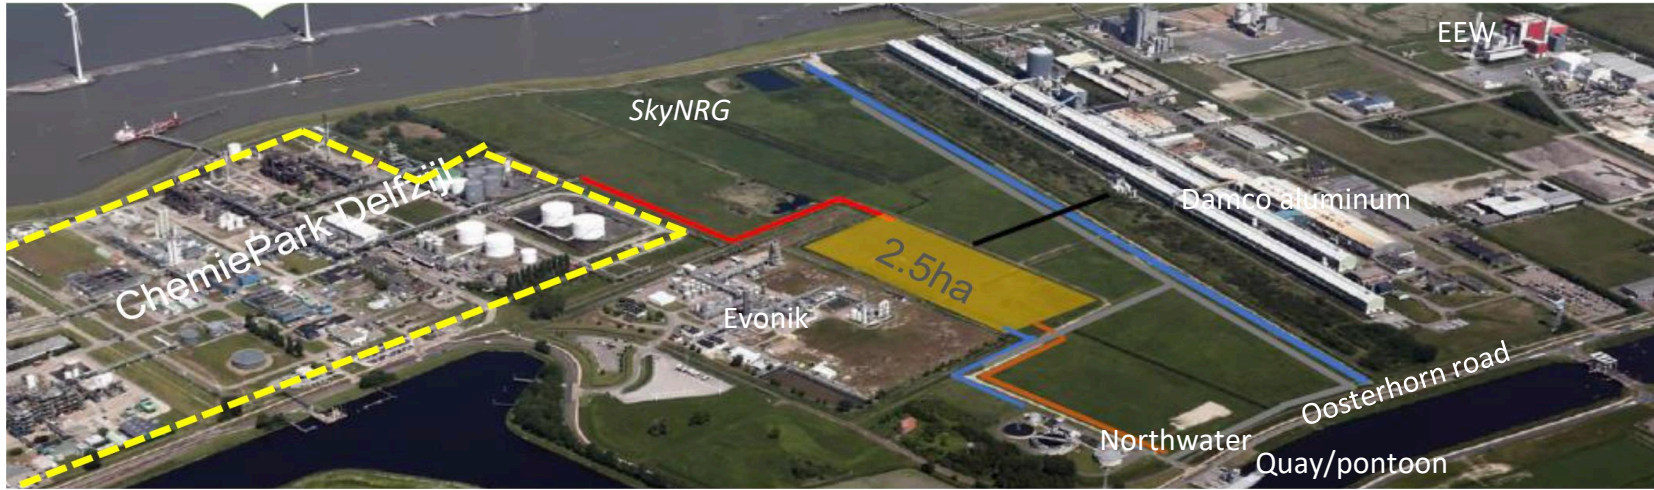 EEW
SkyNRG
ChemiePark Delfzijl
Damco aluminum
2.5ha
Evonik
Oosterhorn road
Northwater
Quay/pontoon